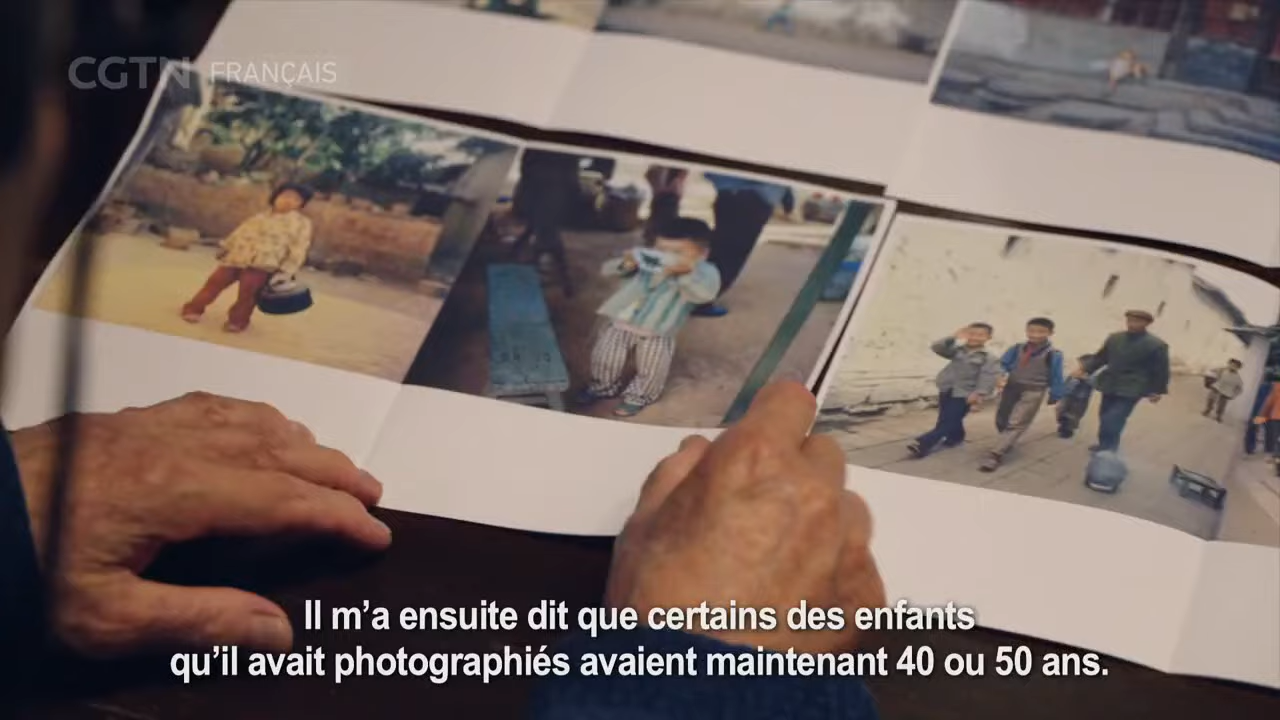 CGTN FRANÇAIS
Il m'a ensuite dit que certains des enfants
qu'il avait photographiés avaient maintenant 40 ou 50 ans.